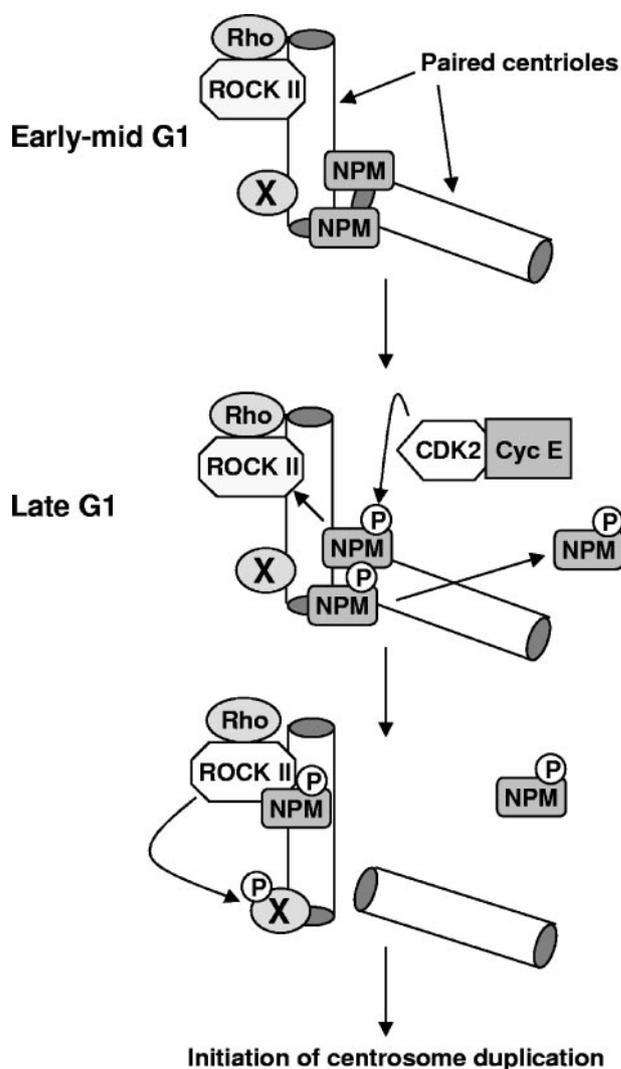 Rho
ROCK II
Paired centrioles
Early-mid G1
NPM
X
NPM
Rho
CDK2 Cyc E
ROCK II
Late G1
P
P
NPM
NPM
X
P
NPM
Rho
P
ROCK II
P
NPM
NPM
P
X
Initiation of centrosome duplication